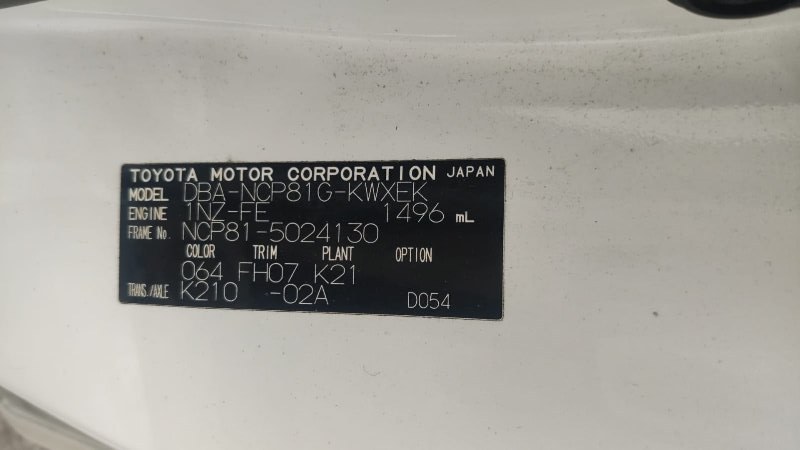 TOYOTA MOTOR CORPORATION JAPAN
MODEL DBA-NCP81G-KWXEK
ENGINE 1NZ-FE 1496 mL
FRAME No. NCP81-5024130
COLOR TRIM PLANT OPTION
064 FH07 K21
TRANS./AXLE K210 -02A D054